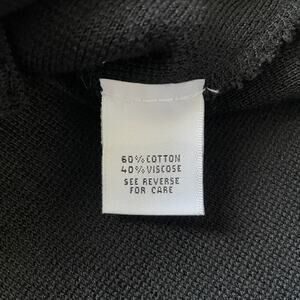 60% COTTON
40% VISCOSE
SEE REVERSE
FOR CARE